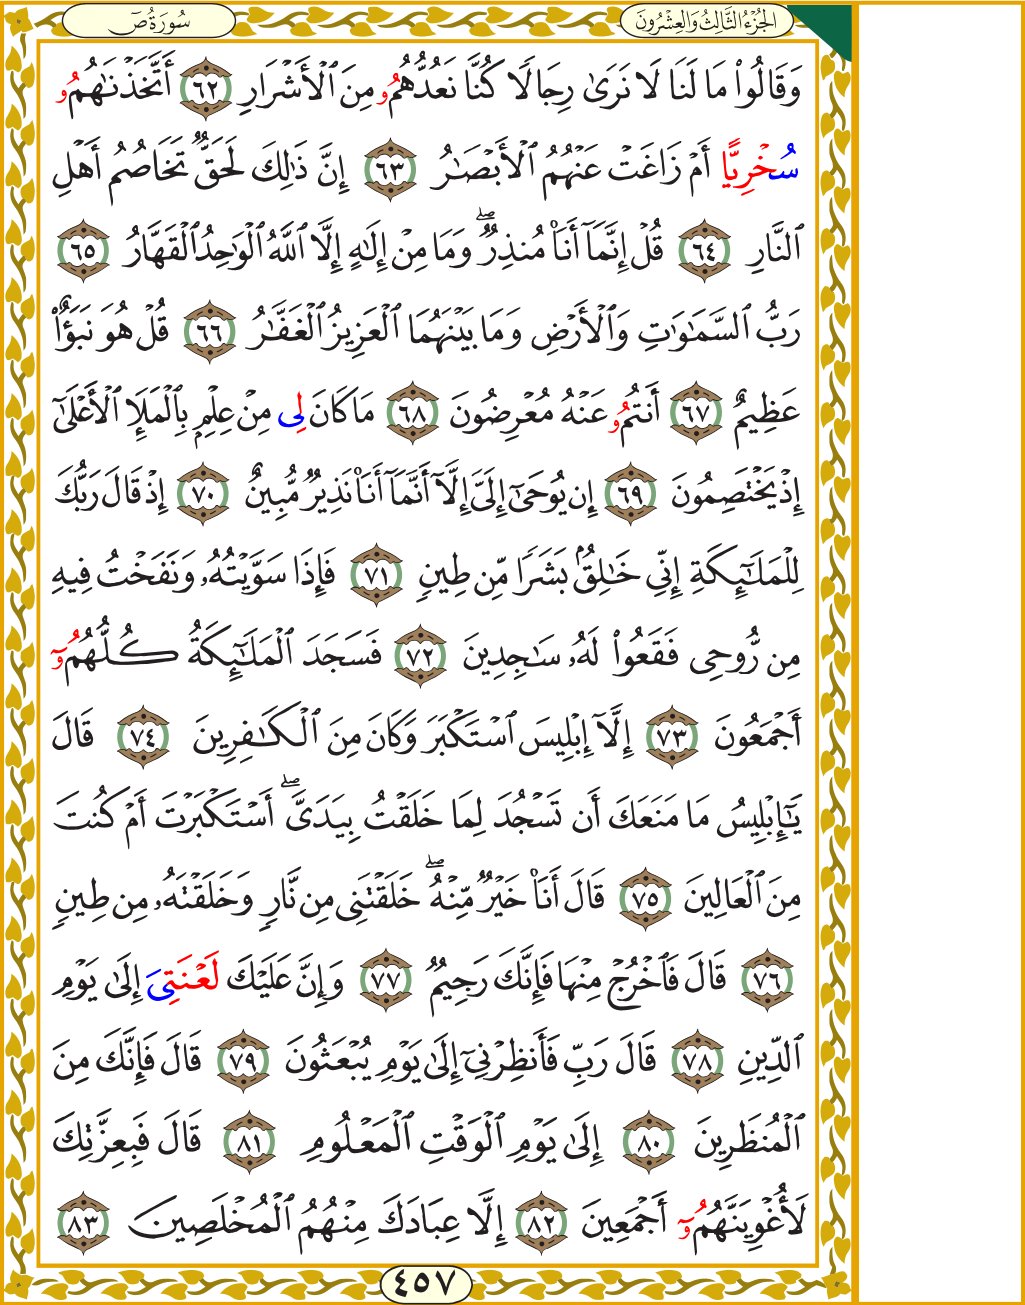 الجُزْءُ الثَّالِثُ وَالعِشْرُونَ
سُورَةُ صٓ
وَقَالُوا۟ مَا لَنَا لَا نَرَىٰ رِجَالًا كُنَّا نَعُدُّهُمُۥ مِنَ ٱلْأَشْرَارِ ٦٢ أَتَّخَذْنَٰهُمُۥ
سُخْرِيًّا أَمْ زَاغَتْ عَنْهُمُ ٱلْأَبْصَٰرُ ٦٣ إِنَّ ذَٰلِكَ لَحَقٌّ تَخَاصُمُ أَهْلِ
ٱلنَّارِ ٦٤ قُلْ إِنَّمَآ أَنَا۠ مُنذِرٌۖ وَمَا مِنْ إِلَٰهٍ إِلَّا ٱللَّهُ ٱلْوَٰحِدُ ٱلْقَهَّارُ ٦٥
رَبُّ ٱلسَّمَٰوَٰتِ وَٱلْأَرْضِ وَمَا بَيْنَهُمَا ٱلْعَزِيزُ ٱلْغَفَّٰرُ ٦٦ قُلْ هُوَ نَبَؤٌا۟
عَظِيمٌ ٦٧ أَنتُمُۥ عَنْهُ مُعْرِضُونَ ٦٨ مَا كَانَ لِى مِنْ عِلْمٍۭ بِٱلْمَلَإِ ٱلْأَعْلَىٰٓ
إِذْ يَخْتَصِمُونَ ٦٩ إِن يُوحَىٰٓ إِلَىَّ إِلَّآ أَنَّمَآ أَنَا۠ نَذِيرٌ مُّبِينٌ ٧٠ إِذْ قَالَ رَبُّكَ
لِلْمَلَٰٓئِكَةِ إِنِّى خَٰلِقٌۢ بَشَرًا مِّن طِينٍ ٧١ فَإِذَا سَوَّيْتُهُۥ وَنَفَخْتُ فِيهِ
مِن رُّوحِى فَقَعُوا۟ لَهُۥ سَٰجِدِينَ ٧٢ فَسَجَدَ ٱلْمَلَٰٓئِكَةُ كُلُّهُمُۥٓ
أَجْمَعُونَ ٧٣ إِلَّآ إِبْلِيسَ ٱسْتَكْبَرَ وَكَانَ مِنَ ٱلْكَٰفِرِينَ ٧٤ قَالَ
يَٰٓإِبْلِيسُ مَا مَنَعَكَ أَن تَسْجُدَ لِمَا خَلَقْتُ بِيَدَىَّۖ أَسْتَكْبَرْتَ أَمْ كُنتَ
مِنَ ٱلْعَالِينَ ٧٥ قَالَ أَنَا۠ خَيْرٌ مِّنْهُۖ خَلَقْتَنِى مِن نَّارٍ وَخَلَقْتَهُۥ مِن طِينٍ
٧٦ قَالَ فَٱخْرُجْ مِنْهَا فَإِنَّكَ رَجِيمٌ ٧٧ وَإِنَّ عَلَيْكَ لَعْنَتِىَ إِلَىٰ يَوْمِ
ٱلدِّينِ ٧٨ قَالَ رَبِّ فَأَنظِرْنِىٓ إِلَىٰ يَوْمِ يُبْعَثُونَ ٧٩ قَالَ فَإِنَّكَ مِنَ
ٱلْمُنظَرِينَ ٨٠ إِلَىٰ يَوْمِ ٱلْوَقْتِ ٱلْمَعْلُومِ ٨١ قَالَ فَبِعِزَّتِكَ
لَأُغْوِيَنَّهُمُۥٓ أَجْمَعِينَ ٨٢ إِلَّا عِبَادَكَ مِنْهُمُ ٱلْمُخْلَصِينَ ٨٣
٤٥٧